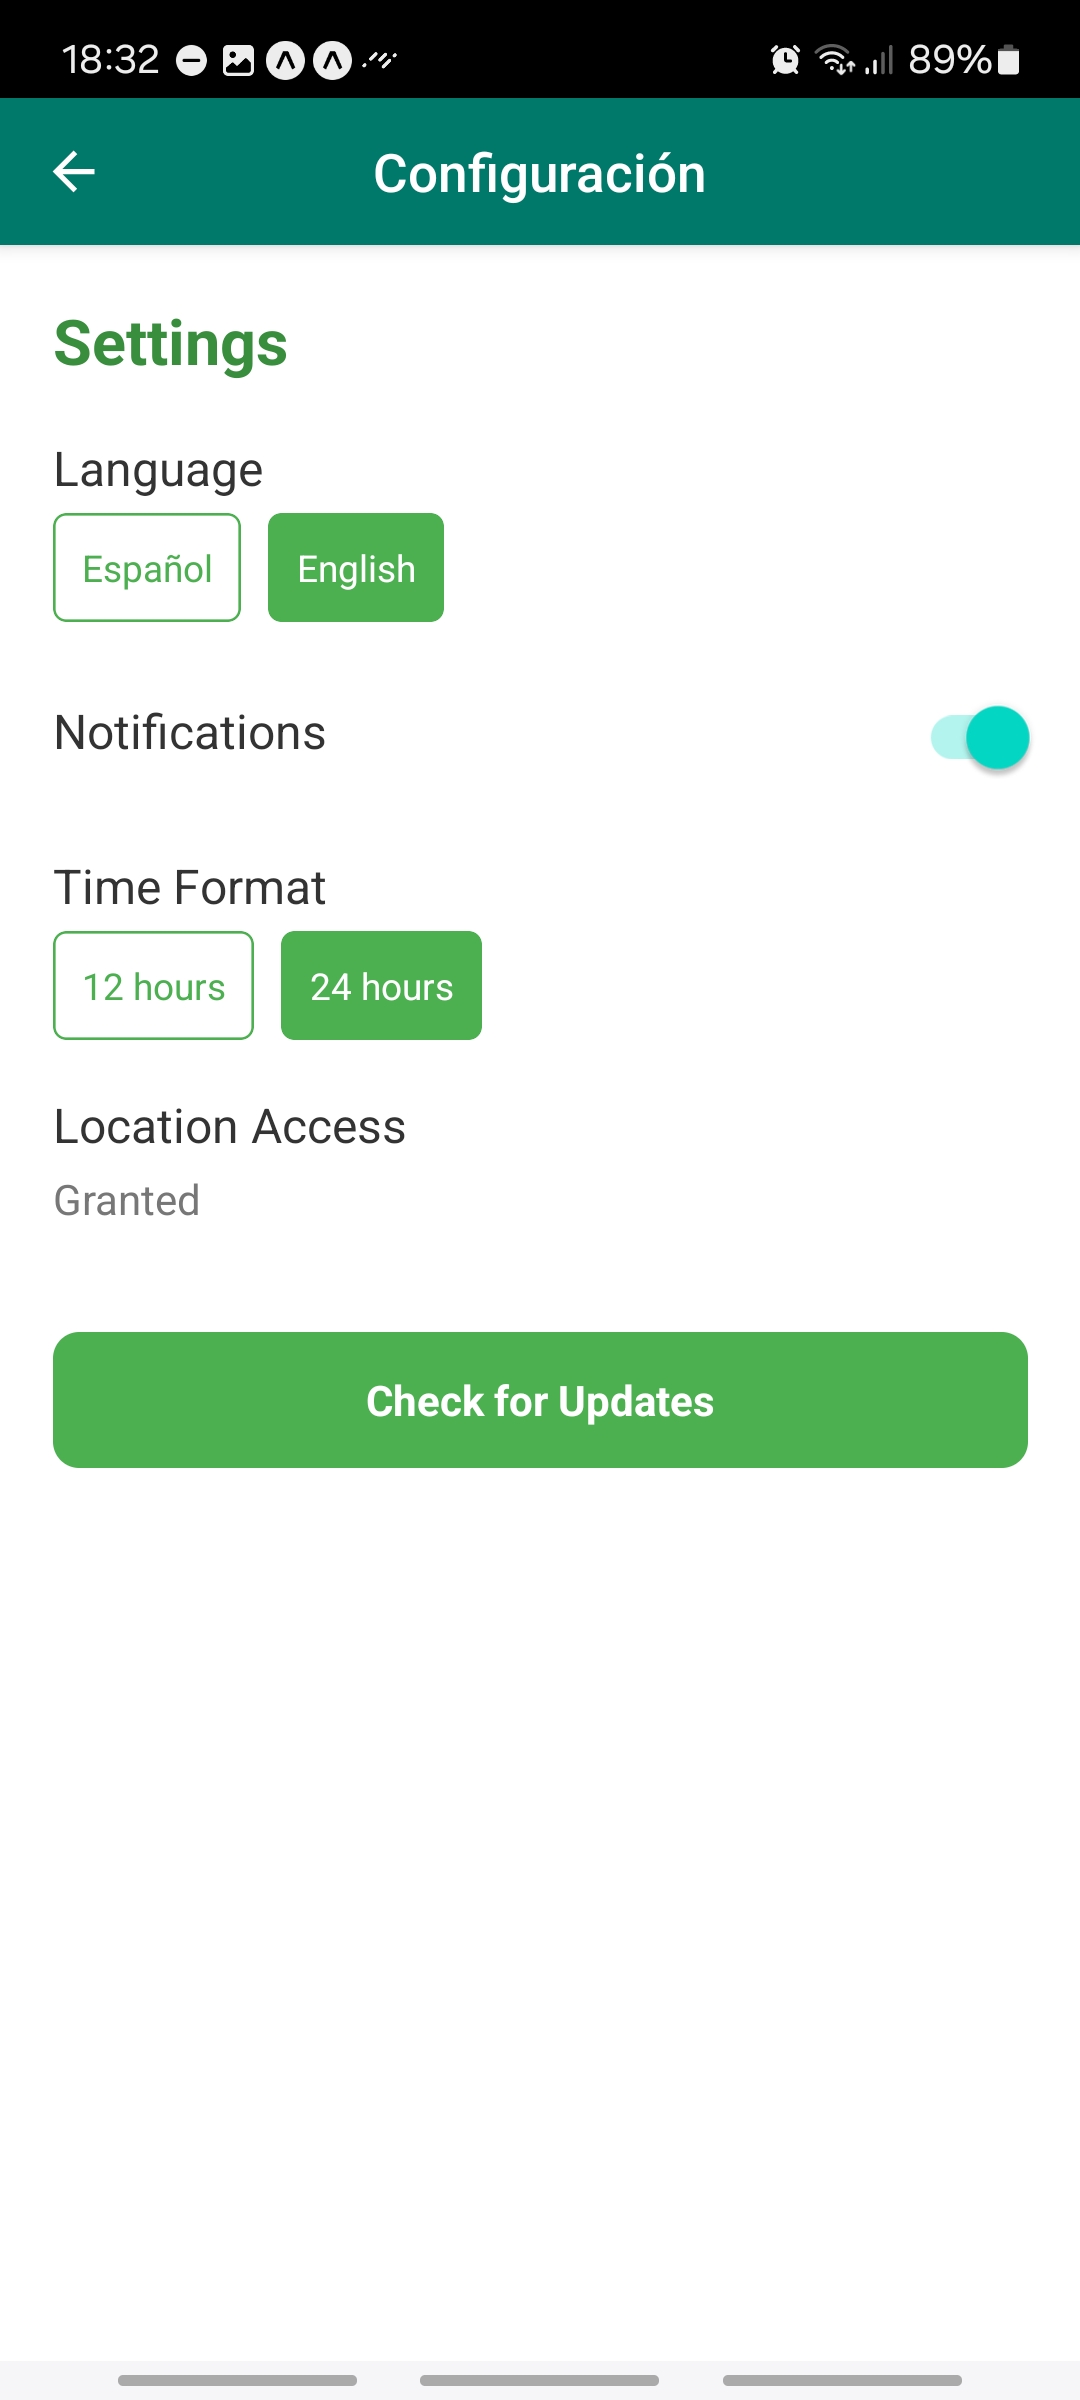 18:32 89%
Configuración
Settings
Language
Español English
Notifications
Time Format
12 hours 24 hours
Location Access
Granted
Check for Updates